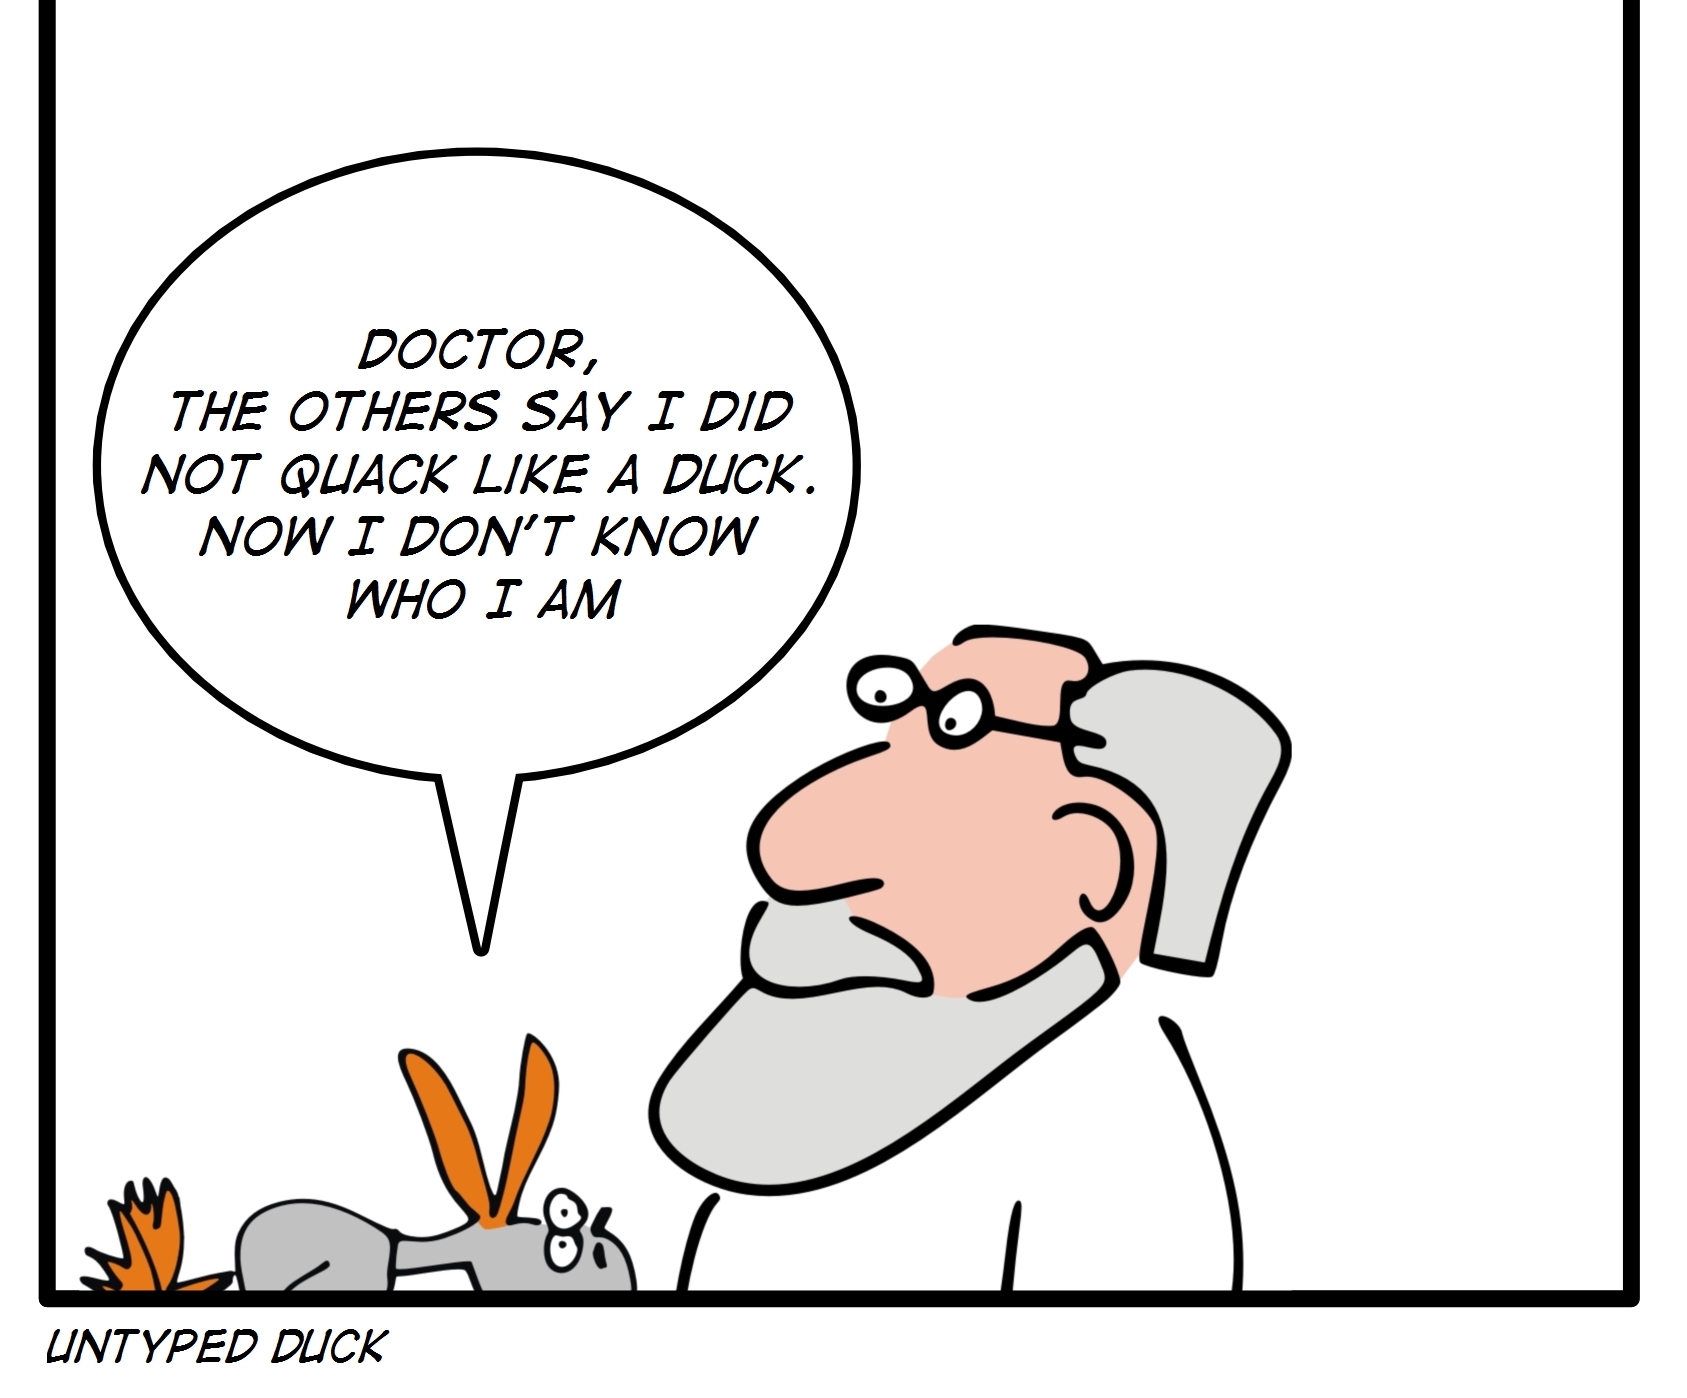 DOCTOR,
THE OTHERS SAY I DID
NOT QUACK LIKE A DUCK.
NOW I DON'T KNOW
WHO I AM
UNTYPED DUCK